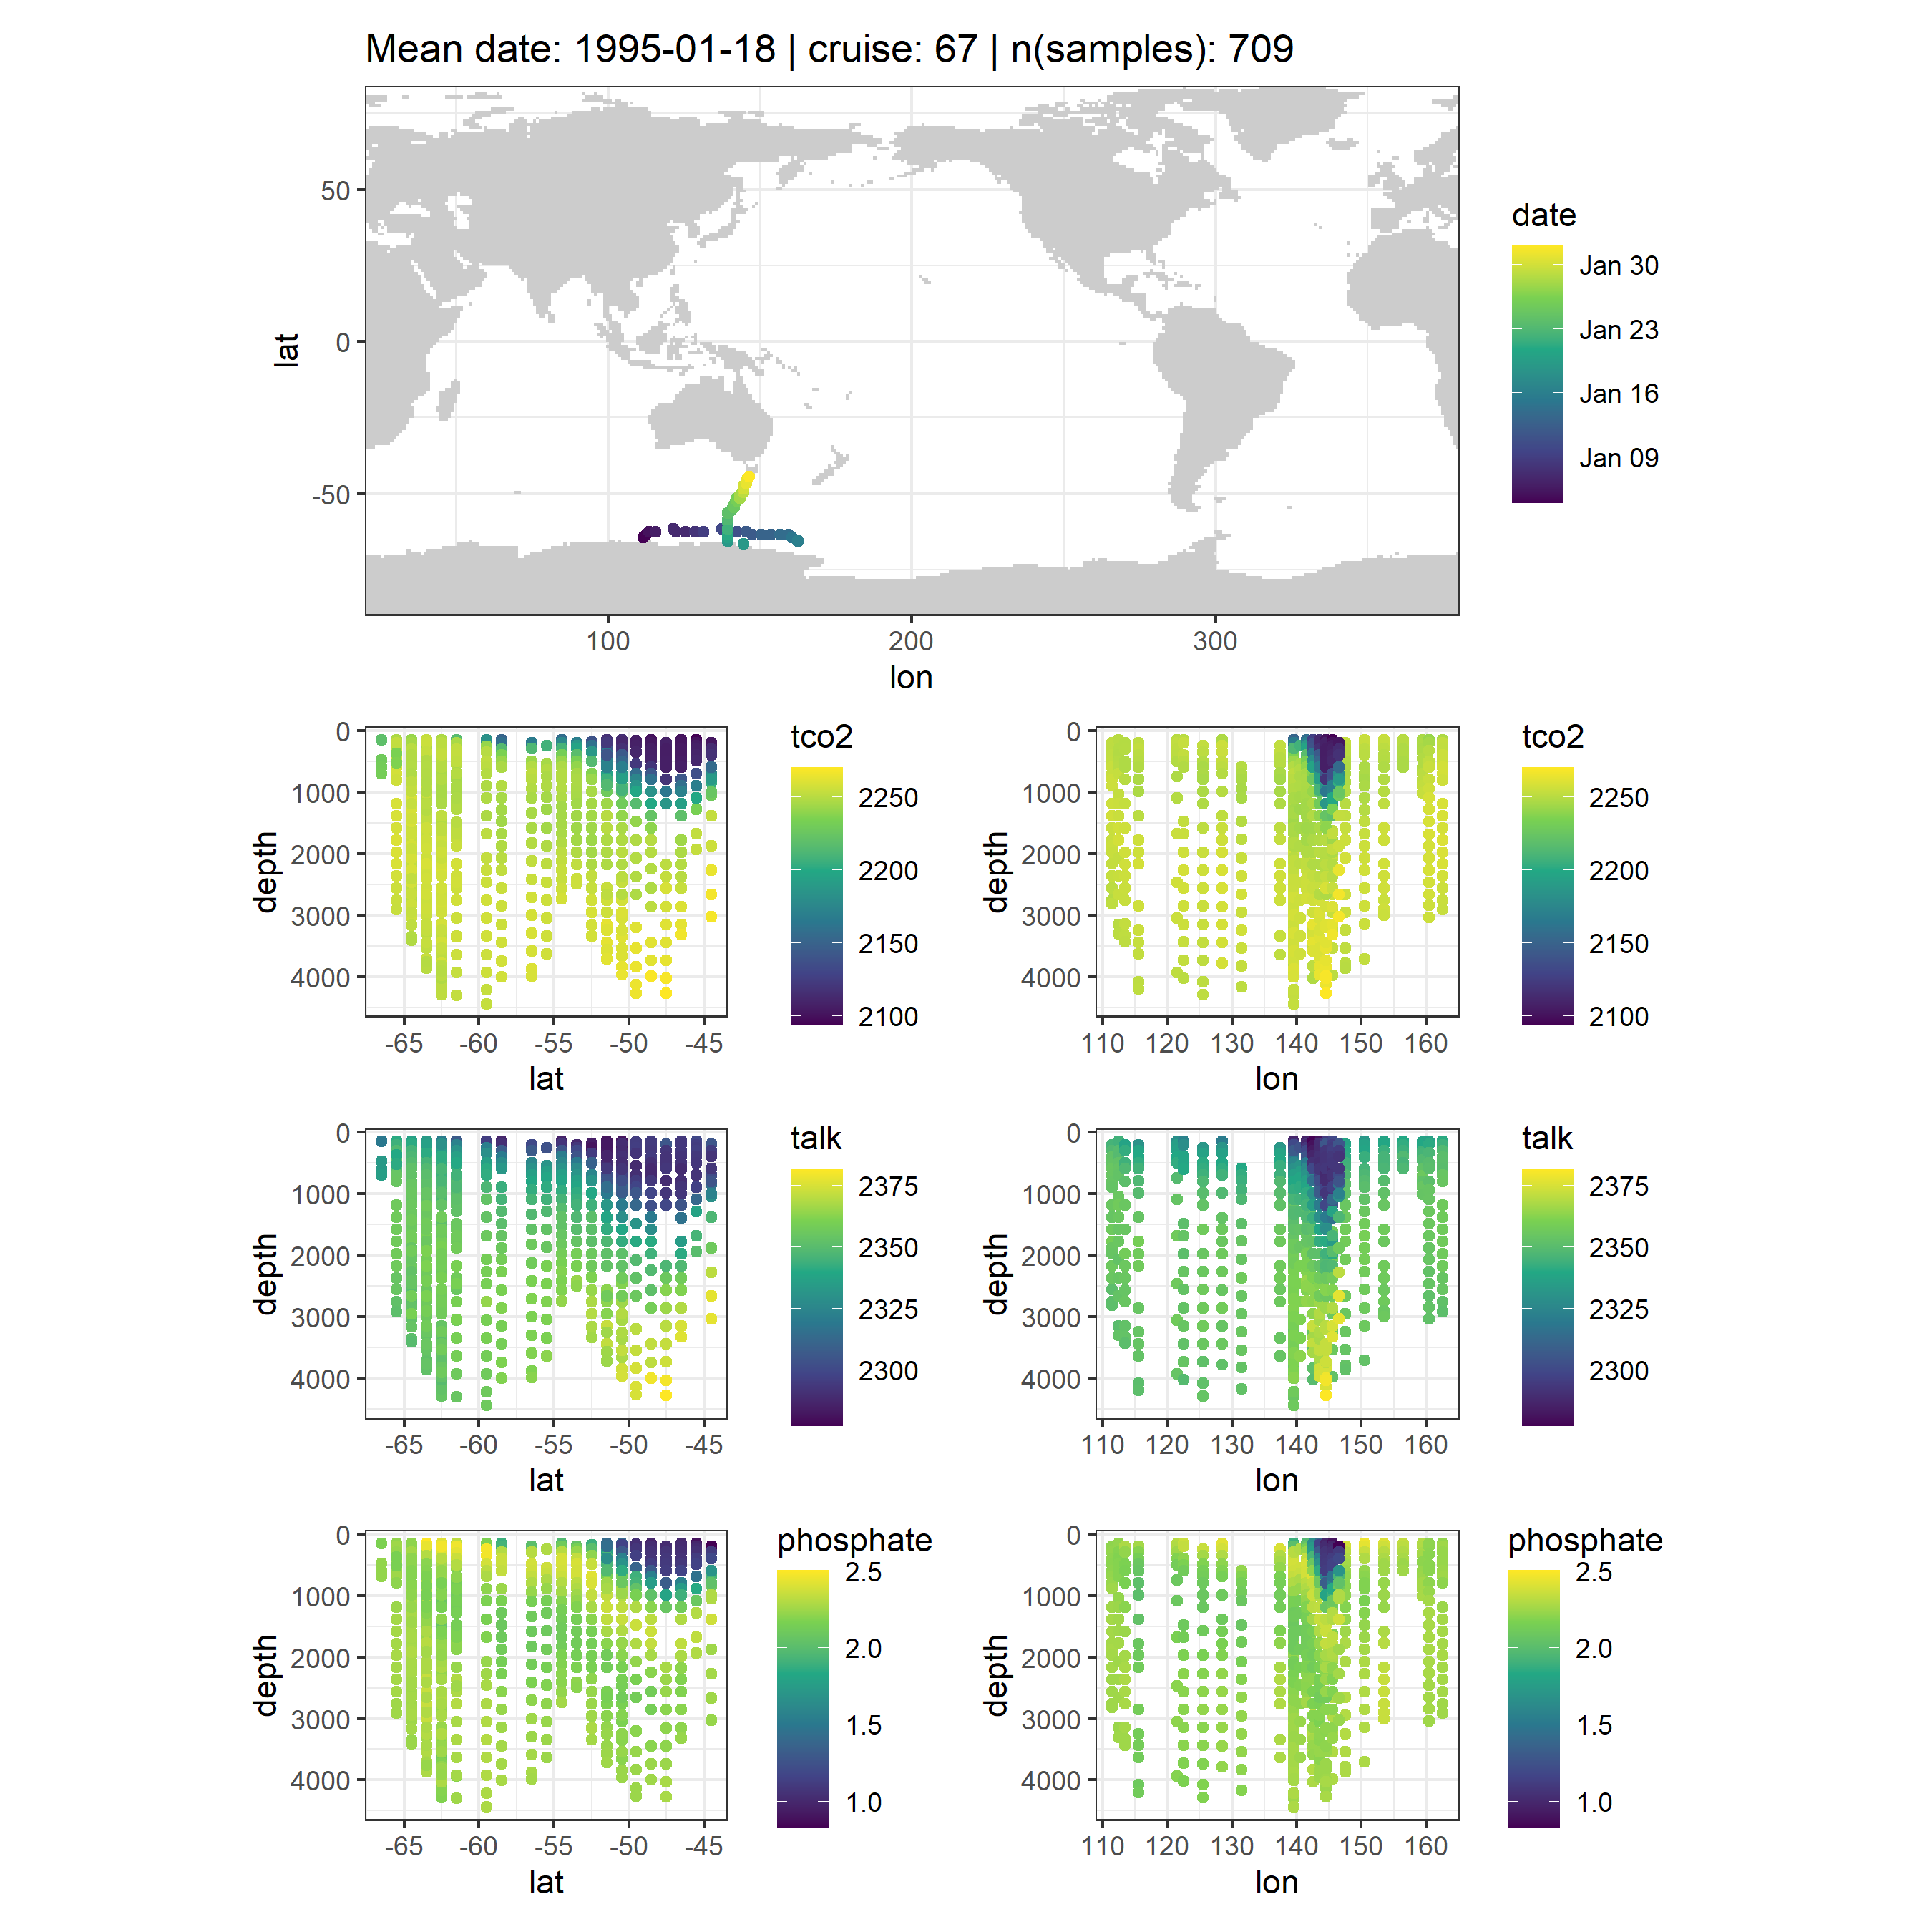 Mean date: 1995-01-18 | cruise: 67 | n(samples): 709
50
0
-50
lat
100 200 300
lon
date
Jan 30
Jan 23
Jan 16
Jan 09
0
1000
2000
3000
4000
depth
-65 -60 -55 -50 -45
lat
tco2
2250
2200
2150
2100
0
1000
2000
3000
4000
depth
110 120 130 140 150 160
lon
tco2
2250
2200
2150
2100
0
1000
2000
3000
4000
depth
-65 -60 -55 -50 -45
lat
talk
2375
2350
2325
2300
0
1000
2000
3000
4000
depth
110 120 130 140 150 160
lon
talk
2375
2350
2325
2300
0
1000
2000
3000
4000
depth
-65 -60 -55 -50 -45
lat
phosphate
2.5
2.0
1.5
1.0
0
1000
2000
3000
4000
depth
110 120 130 140 150 160
lon
phosphate
2.5
2.0
1.5
1.0